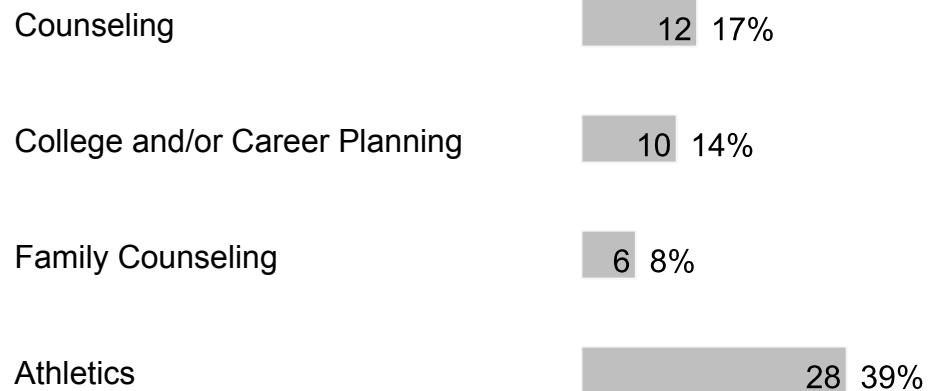 Counseling 12 17%
College and/or Career Planning 10 14%
Family Counseling 6 8%
Athletics 28 39%